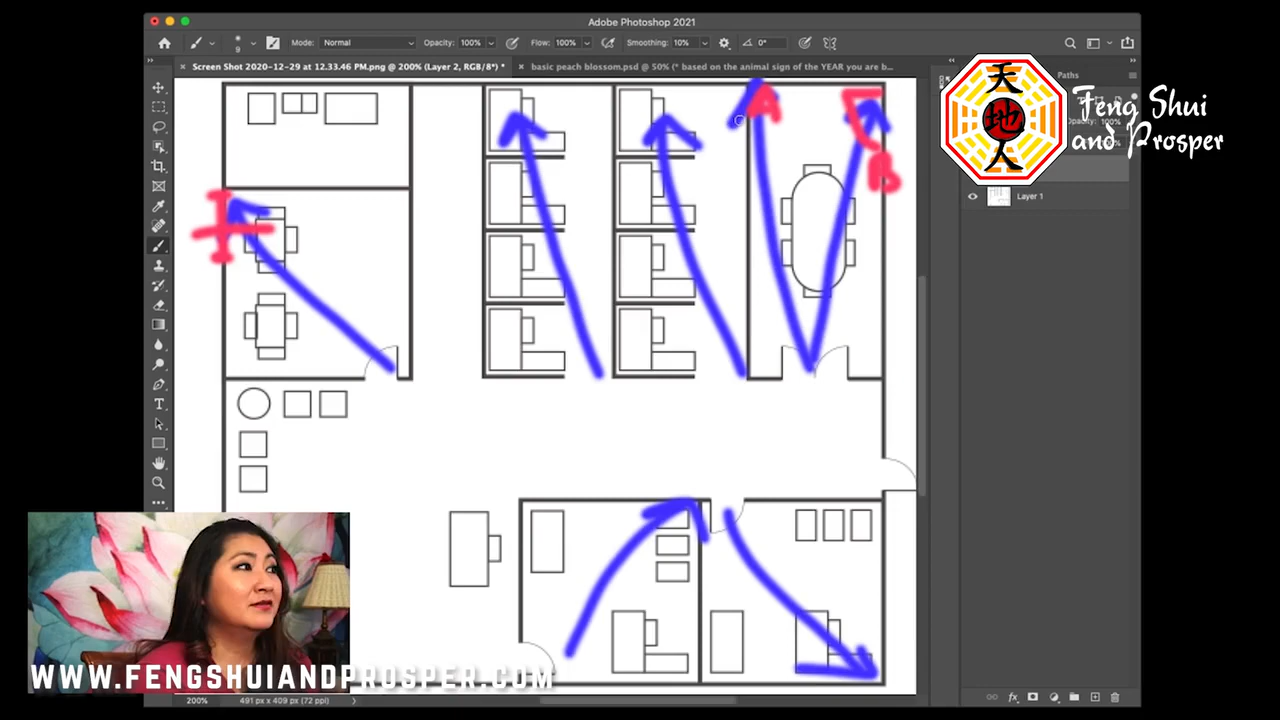 Adobe Photoshop 2021
9 Mode: Normal Opacity: 100% Flow: 100% Smoothing: 10% 0°
× Screen Shot 2020-12-29 at 12.33.46 PM.png @ 200% (Layer 2, RGB/8*) * × basic peach blossom.psd @ 50% (* based on the animal sign of the YEAR you are b...
Paths
天
地
人
Feng Shui
and Prosper
A
B
Layer 1
T
WWW.FENGSHUIANDPROSPER.COM
200% 491 px x 409 px (72 ppi)
fx